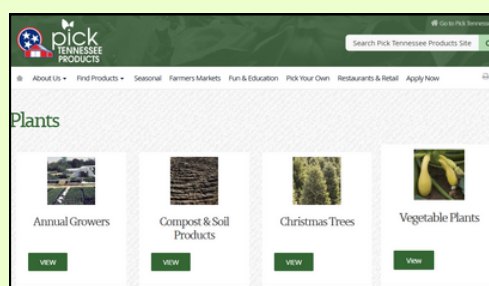 Go to Pick Tennessee
pick
TENNESSEE
PRODUCTS
Search Pick Tennessee Products Site
About Us Find Products Seasonal Farmers Markets Fun & Education Pick Your Own Restaurants & Retail Apply Now
Plants
Annual Growers Compost & Soil Products Christmas Trees Vegetable Plants
VIEW VIEW VIEW View